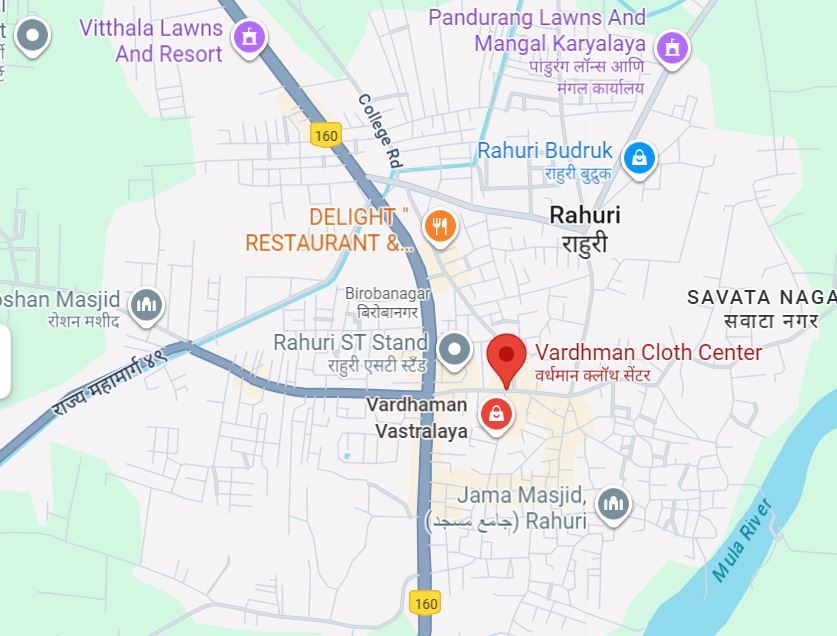 Vitthala Lawns
And Resort
Pandurang Lawns And
Mangal Karyalaya
पांडुरंग लॉन्स आणि
मंगल कार्यालय
College Rd
160
Rahuri Budruk
राहुरी बुद्रुक
DELIGHT "
RESTAURANT &...
Rahuri
राहुरी
oshan Masjid
रोशन मशीद
Birobanagar
बिरोबानगर
SAVATA NAGA
सवाटा नगर
Rahuri ST Stand
राहुरी एसटी स्टँड
Vardhman Cloth Center
वर्धमान क्लॉथ सेंटर
राज्य महामार्ग ४९
Vardhaman
Vastralaya
Jama Masjid,
(جامع مسجد) Rahuri
Mula River
160